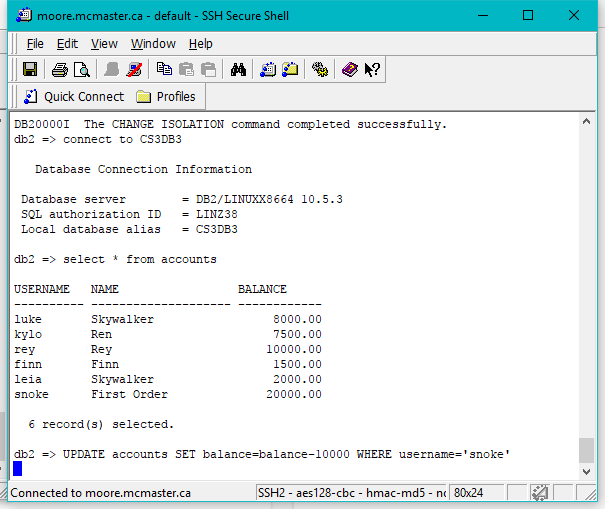 moore.mcmaster.ca - default - SSH Secure Shell
File Edit View Window Help
Quick Connect Profiles
DB20000I  The CHANGE ISOLATION command completed successfully.
db2 => connect to CS3DB3
   Database Connection Information
 Database server        = DB2/LINUXX8664 10.5.3
 SQL authorization ID   = LINZ38
 Local database alias   = CS3DB3
db2 => select * from accounts
USERNAME   NAME                 BALANCE
---------- -------------------- ------------
luke       Skywalker                 8000.00
kylo       Ren                       7500.00
rey        Rey                      10000.00
finn       Finn                      1500.00
leia       Skywalker                 2000.00
snoke      First Order              20000.00
  6 record(s) selected.
db2 => UPDATE accounts SET balance=balance-10000 WHERE username='snoke'
Connected to moore.mcmaster.ca SSH2 - aes128-cbc - hmac-md5 - 80x24